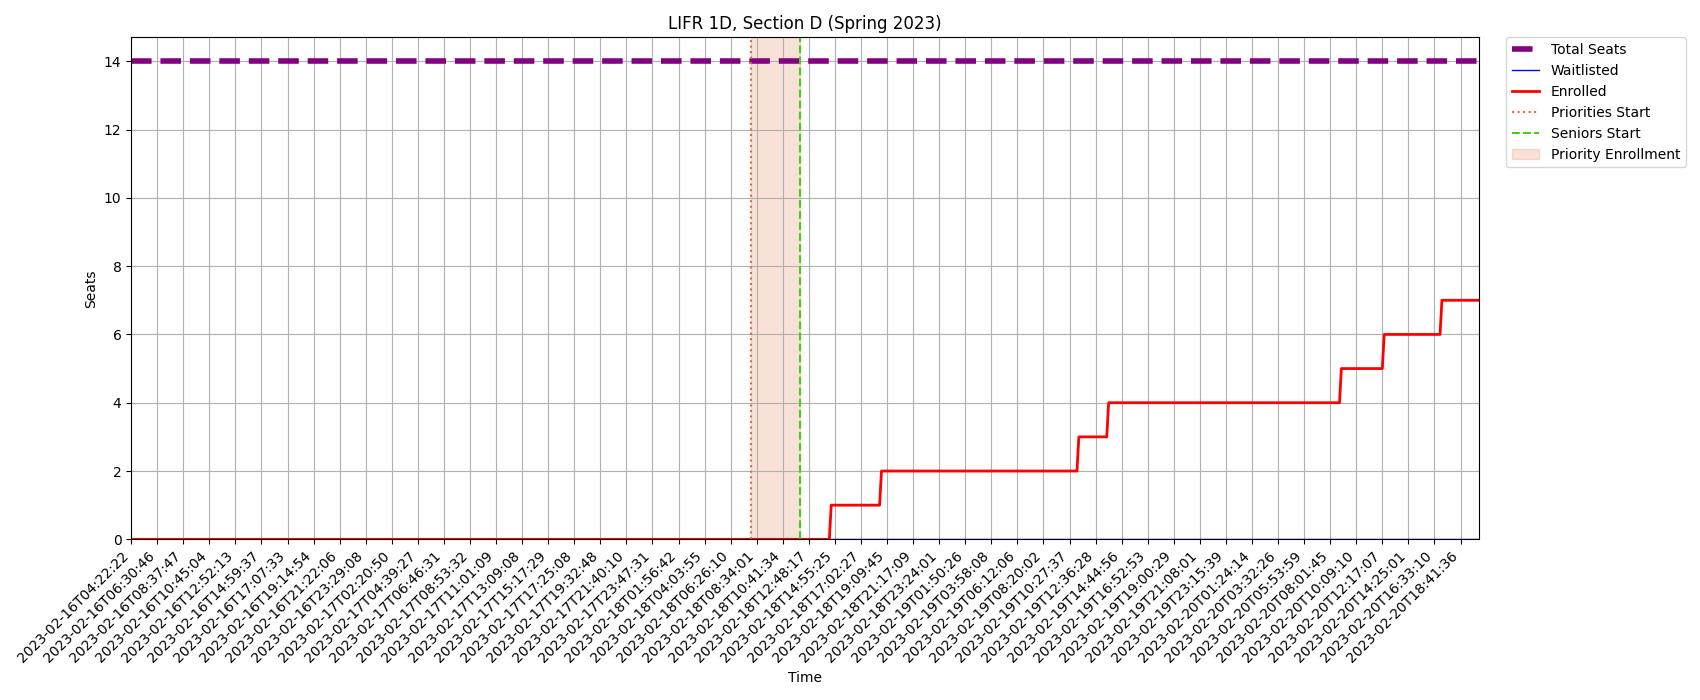 LIFR 1D, Section D (Spring 2023)
Total Seats
Waitlisted
Enrolled
Priorities Start
Seniors Start
Priority Enrollment
Seats
14
12
10
8
6
4
2
0
2023-02-16T04:22:22
2023-02-16T06:30:46
2023-02-16T08:37:47
2023-02-16T10:45:04
2023-02-16T12:52:13
2023-02-16T14:59:37
2023-02-16T17:07:33
2023-02-16T19:14:54
2023-02-16T21:22:06
2023-02-16T23:29:08
2023-02-17T02:20:50
2023-02-17T04:39:27
2023-02-17T06:46:31
2023-02-17T08:53:32
2023-02-17T11:01:09
2023-02-17T13:09:08
2023-02-17T15:17:29
2023-02-17T17:25:08
2023-02-17T19:32:48
2023-02-17T21:40:10
2023-02-17T23:47:31
2023-02-18T01:56:42
2023-02-18T04:03:55
2023-02-18T06:26:10
2023-02-18T08:34:01
2023-02-18T10:41:34
2023-02-18T12:48:17
2023-02-18T14:55:25
2023-02-18T17:02:27
2023-02-18T19:09:45
2023-02-18T21:17:09
2023-02-18T23:24:01
2023-02-19T01:50:26
2023-02-19T03:58:08
2023-02-19T06:12:06
2023-02-19T08:20:02
2023-02-19T10:27:37
2023-02-19T12:36:28
2023-02-19T14:44:56
2023-02-19T16:52:53
2023-02-19T19:00:29
2023-02-19T21:08:01
2023-02-19T23:15:39
2023-02-20T01:24:14
2023-02-20T03:32:26
2023-02-20T05:53:59
2023-02-20T08:01:45
2023-02-20T10:09:10
2023-02-20T12:17:07
2023-02-20T14:25:01
2023-02-20T16:33:10
2023-02-20T18:41:36
Time